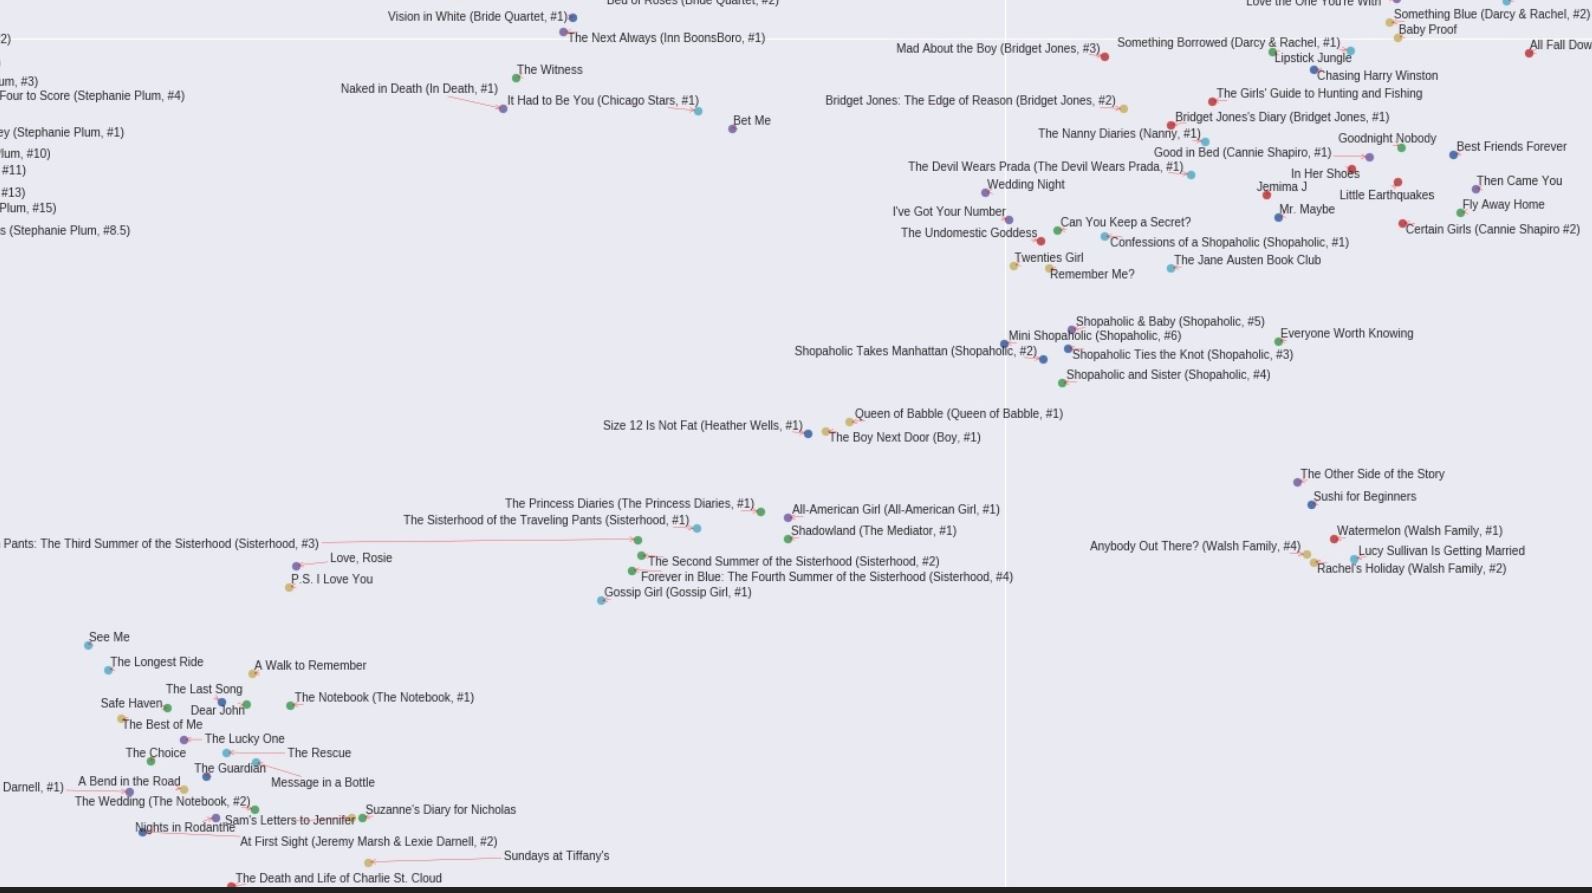 Bed of Roses (Bride Quartet, #2)
Love the One You're With
Vision in White (Bride Quartet, #1)
Something Blue (Darcy & Rachel, #2)
Baby Proof
2)
The Next Always (Inn BoonsBoro, #1)
Mad About the Boy (Bridget Jones, #3)
Something Borrowed (Darcy & Rachel, #1)
All Fall Dow
Lipstick Jungle
The Witness
Chasing Harry Winston
um, #3)
Naked in Death (In Death, #1)
Four to Score (Stephanie Plum, #4)
It Had to Be You (Chicago Stars, #1)
Bridget Jones: The Edge of Reason (Bridget Jones, #2)
The Girls' Guide to Hunting and Fishing
Bet Me
Bridget Jones's Diary (Bridget Jones, #1)
ey (Stephanie Plum, #1)
The Nanny Diaries (Nanny, #1)
Goodnight Nobody
Best Friends Forever
lum, #10)
Good in Bed (Cannie Shapiro, #1)
#11)
The Devil Wears Prada (The Devil Wears Prada, #1)
In Her Shoes
Then Came You
Wedding Night
Jemima J
Little Earthquakes
#13)
Plum, #15)
I've Got Your Number
Mr. Maybe
Fly Away Home
Can You Keep a Secret?
s (Stephanie Plum, #8.5)
The Undomestic Goddess
Certain Girls (Cannie Shapiro #2)
Confessions of a Shopaholic (Shopaholic, #1)
Twenties Girl
The Jane Austen Book Club
Remember Me?
Shopaholic & Baby (Shopaholic, #5)
Mini Shopaholic (Shopaholic, #6)
Everyone Worth Knowing
Shopaholic Takes Manhattan (Shopaholic, #2)
Shopaholic Ties the Knot (Shopaholic, #3)
Shopaholic and Sister (Shopaholic, #4)
Queen of Babble (Queen of Babble, #1)
Size 12 Is Not Fat (Heather Wells, #1)
The Boy Next Door (Boy, #1)
The Other Side of the Story
Sushi for Beginners
The Princess Diaries (The Princess Diaries, #1)
All-American Girl (All-American Girl, #1)
The Sisterhood of the Traveling Pants (Sisterhood, #1)
Shadowland (The Mediator, #1)
Watermelon (Walsh Family, #1)
Pants: The Third Summer of the Sisterhood (Sisterhood, #3)
Anybody Out There? (Walsh Family, #4)
Lucy Sullivan Is Getting Married
Love, Rosie
The Second Summer of the Sisterhood (Sisterhood, #2)
Rachel's Holiday (Walsh Family, #2)
P.S. I Love You
Forever in Blue: The Fourth Summer of the Sisterhood (Sisterhood, #4)
Gossip Girl (Gossip Girl, #1)
See Me
The Longest Ride
A Walk to Remember
The Last Song
The Notebook (The Notebook, #1)
Safe Haven
Dear John
The Best of Me
The Lucky One
The Choice
The Rescue
The Guardian
A Bend in the Road
Message in a Bottle
Darnell, #1)
The Wedding (The Notebook, #2)
Suzanne's Diary for Nicholas
Sam's Letters to Jennifer
Nights in Rodanthe
At First Sight (Jeremy Marsh & Lexie Darnell, #2)
Sundays at Tiffany's
The Death and Life of Charlie St. Cloud